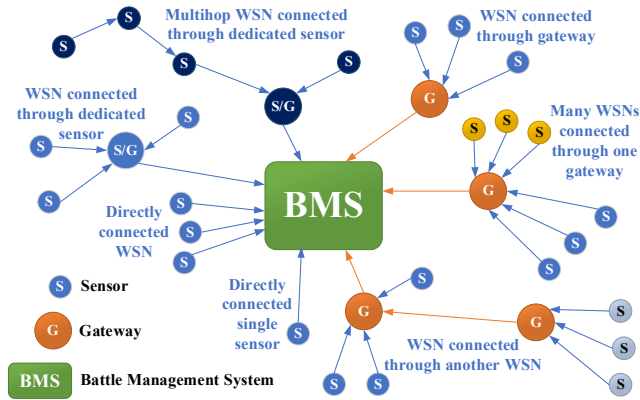 S
S
S
S
Multihop WSN connected
through dedicated sensor
S/G
WSN connected
through gateway
S
S
S
G
WSN connected
through dedicated
sensor
S
S
S
S/G
Many WSNs
connected
through one
gateway
S
S
S
G
S
S
S
BMS
Directly
connected
WSN
S
S
S
Directly
connected
single
sensor
S
S
G
S
S
WSN connected
through another WSN
G
S
S
S
S Sensor
G Gateway
BMS Battle Management System